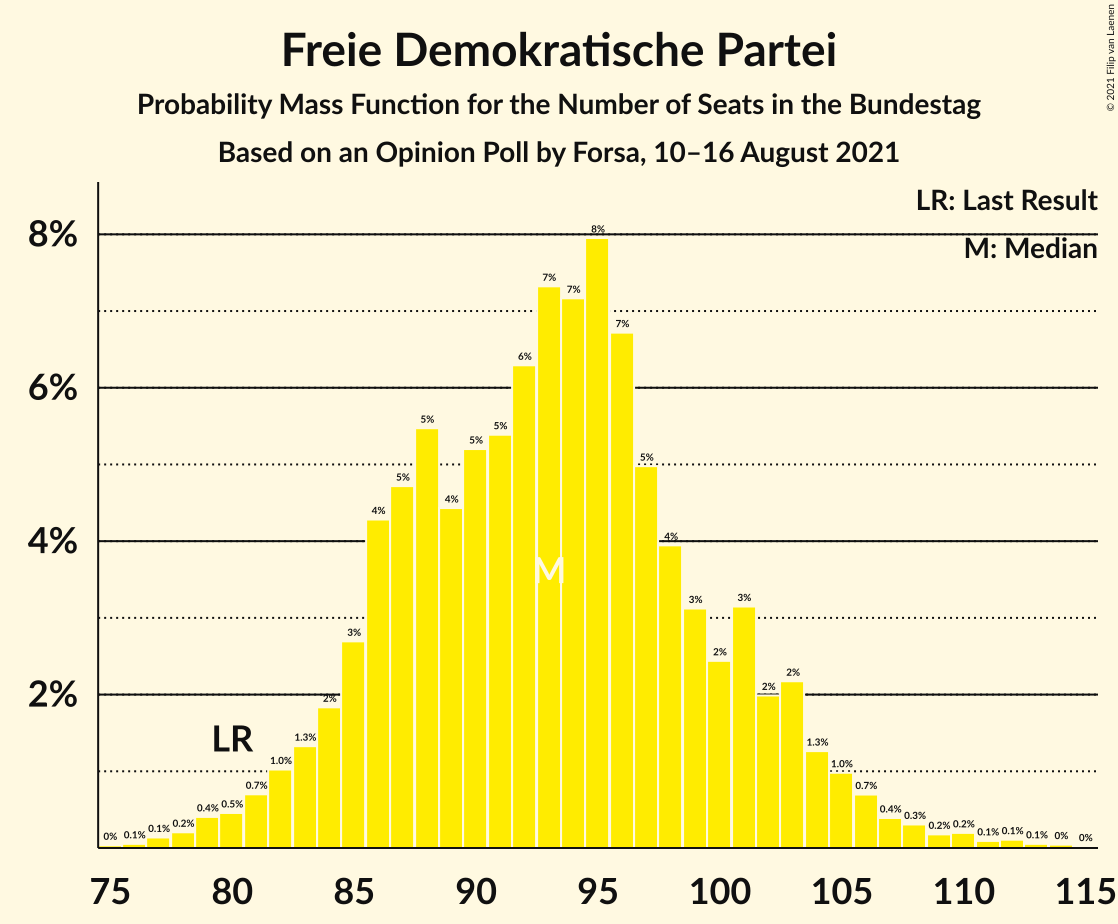 Freie Demokratische Partei
Probability Mass Function for the Number of Seats in the Bundestag
Based on an Opinion Poll by Forsa, 10–16 August 2021
© 2021 Filip van Laenen
LR: Last Result
M: Median
8%
6%
4%
2%
0% 0.1% 0.1% 0.2% 0.4% 0.5% 0.7% 1.0% 1.3% 2% 3% 4% 5% 5% 4% 5% 5% 6% 7% 7% 8% 7% 5% 4% 3% 2% 3% 2% 2% 1.3% 1.0% 0.7% 0.4% 0.3% 0.2% 0.2% 0.1% 0.1% 0.1% 0% 0%
LR
M
75 80 85 90 95 100 105 110 115